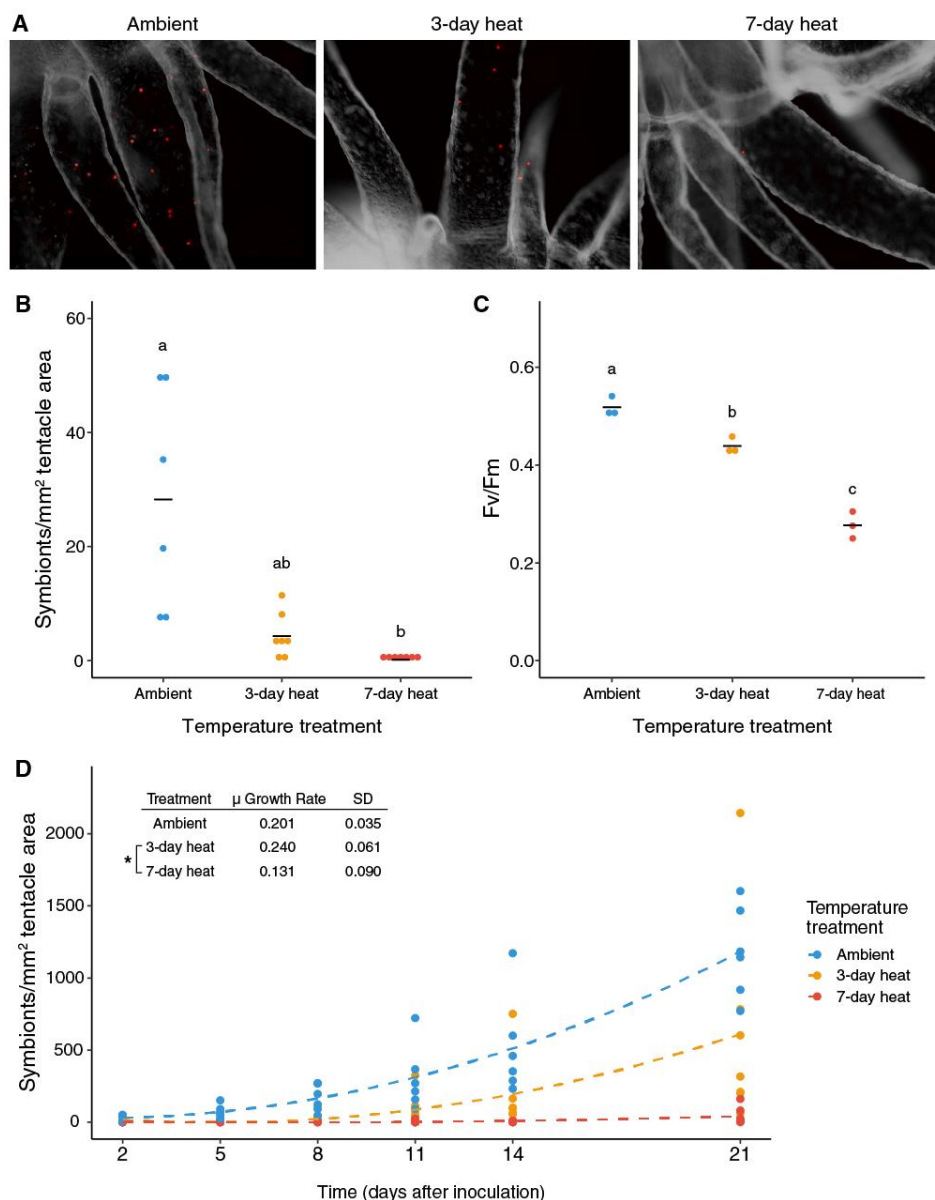 A
Ambient
3-day heat
7-day heat
B
Symbionts/mm² tentacle area
60
40
20
0
a
ab
b
Ambient
3-day heat
7-day heat
Temperature treatment
C
Fv/Fm
0.6
0.4
0.2
0.0
a
b
c
Ambient
3-day heat
7-day heat
Temperature treatment
D
Symbionts/mm² tentacle area
2000
1500
1000
500
0
Treatment μ Growth Rate SD
Ambient 0.201 0.035
3-day heat 0.240 0.061
*
7-day heat 0.131 0.090
Temperature
treatment
Ambient
3-day heat
7-day heat
2 5 8 11 14 21
Time (days after inoculation)